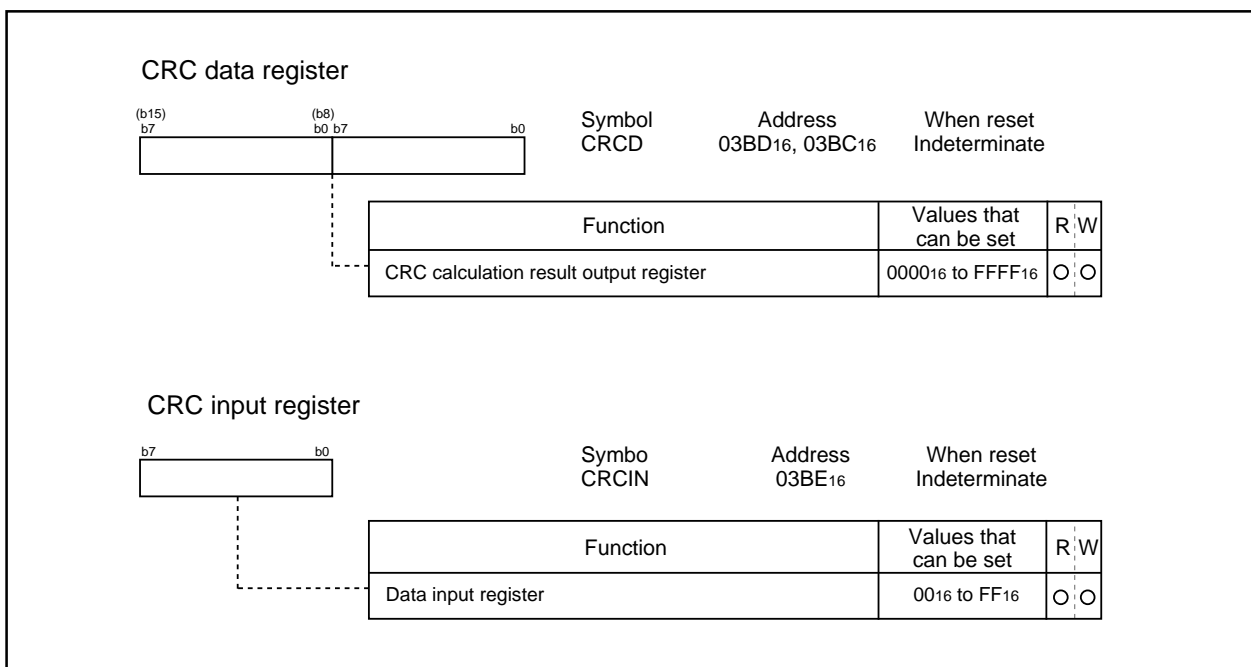 CRC data register
(b15) (b8)
b7 b0 b7 b0
Symbol Address When reset
CRCD 03BD16, 03BC16 Indeterminate
Function Values that can be set R W
CRC calculation result output register 000016 to FFFF16 O O
CRC input register
b7 b0
Symbo Address When reset
CRCIN 03BE16 Indeterminate
Function Values that can be set R W
Data input register 0016 to FF16 O O